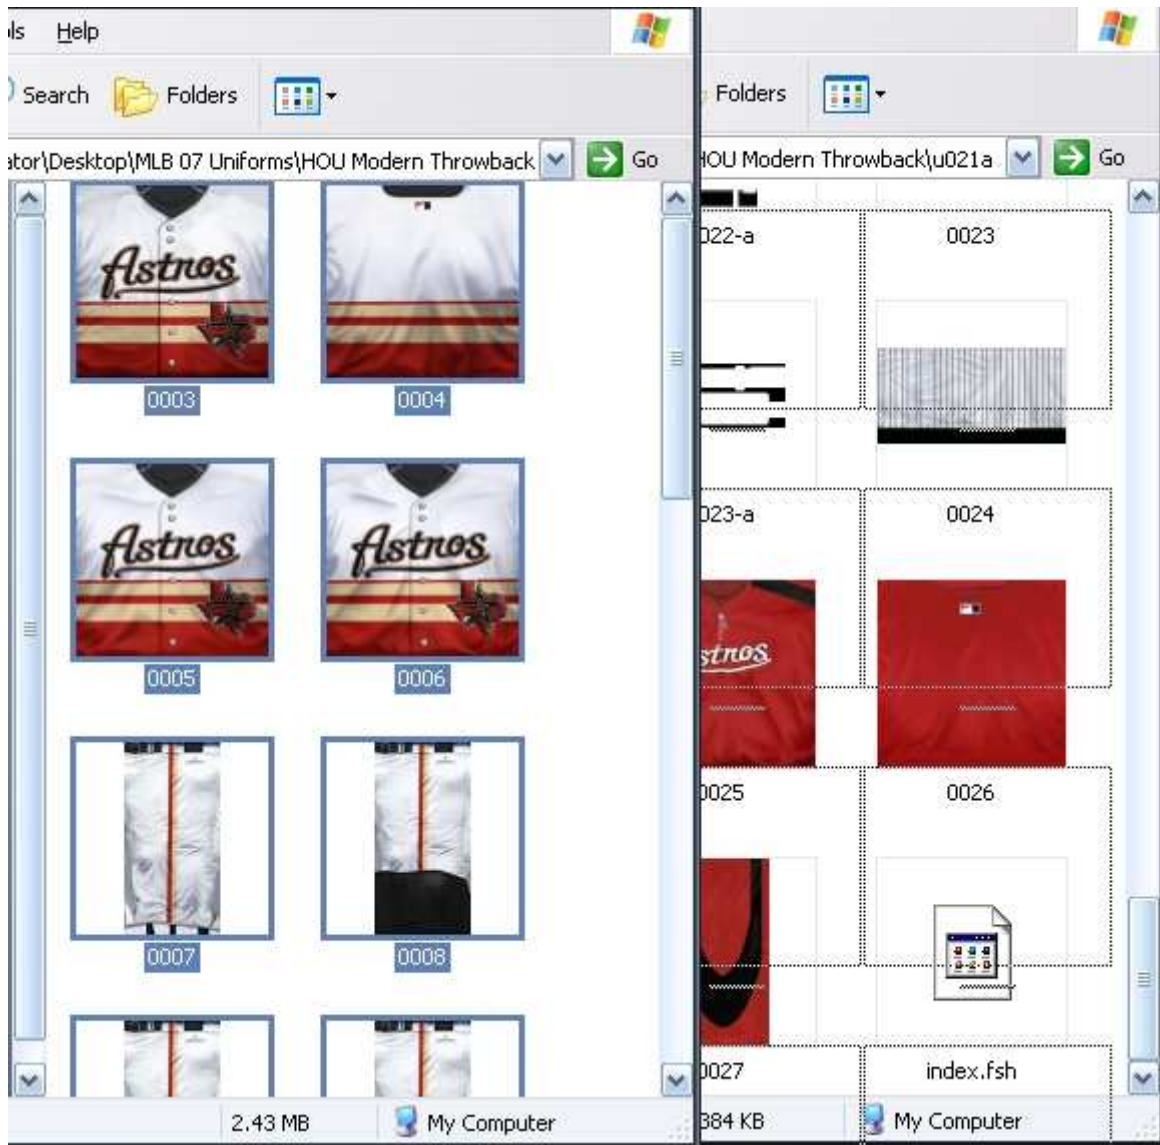 ls Help
Search Folders
ator\Desktop\MLB 07 Uniforms\HOU Modern Throwback Go
Astros
0003 0004
Astros Astros
0005 0006
0007 0008
2.43 MB My Computer
Folders
HOU Modern Throwback\u021a Go
022-a 0023
023-a 0024
stros
0025 0026
0027 index.fsh
384 KB My Computer